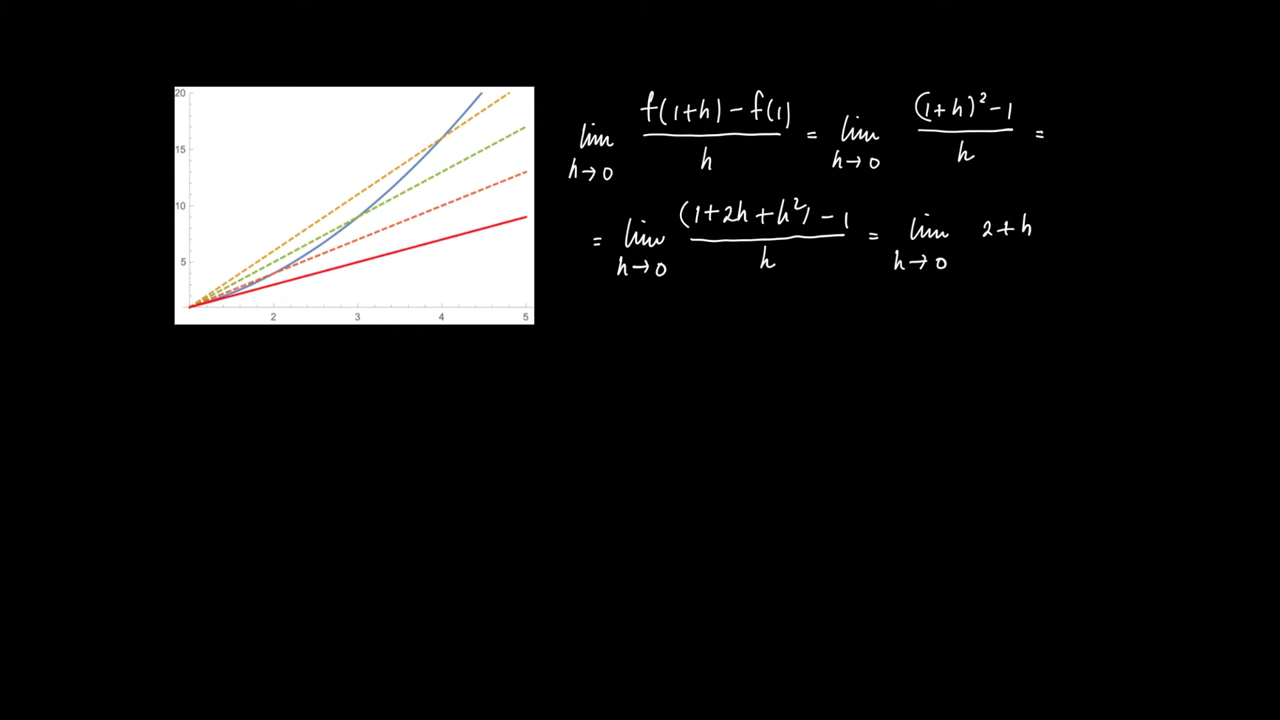 20
15
10
5
2 3 4 5
lim h→0 f(1+h) − f(1) / h = lim h→0 (1+h)² − 1 / h =
= lim h→0 (1+2h+h²) − 1 / h = lim h→0 2+h